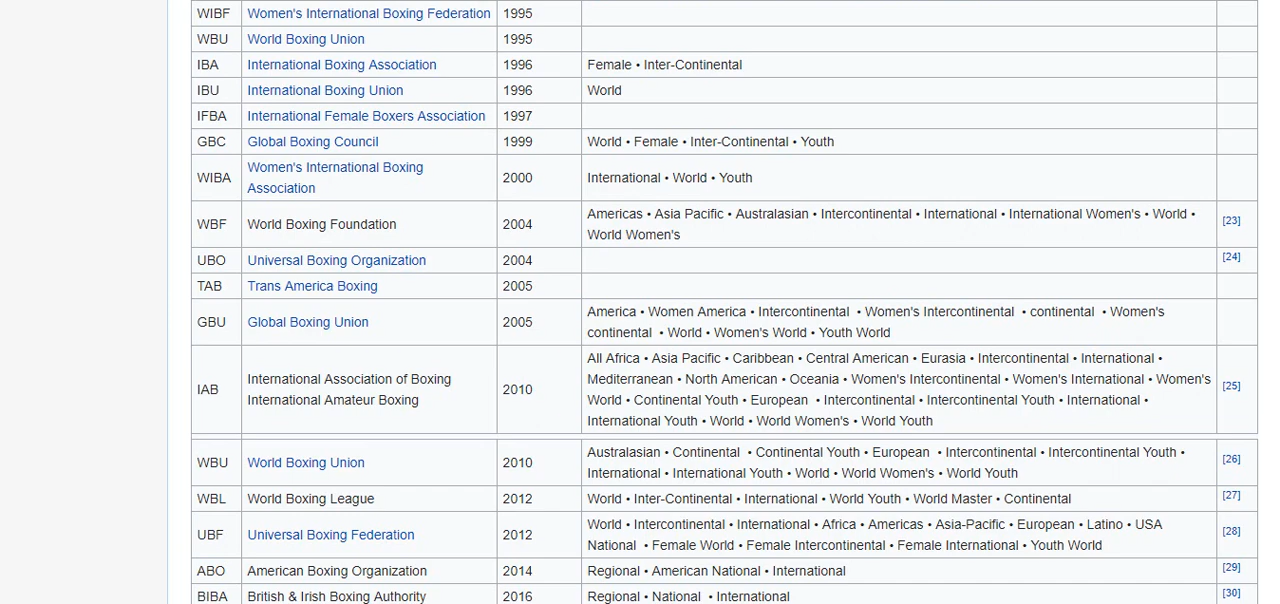 WIBF Women's International Boxing Federation 1995
WBU World Boxing Union 1995
IBA International Boxing Association 1996 Female • Inter-Continental
IBU International Boxing Union 1996 World
IFBA International Female Boxers Association 1997
GBC Global Boxing Council 1999 World • Female • Inter-Continental • Youth
Women's International Boxing
WIBA 2000 International • World • Youth
Association
Americas • Asia Pacific • Australasian • Intercontinental • International • International Women's • World •
WBF World Boxing Foundation 2004 [23]
World Women's
UBO Universal Boxing Organization 2004 [24]
TAB Trans America Boxing 2005
America • Women America • Intercontinental • Women's Intercontinental • continental • Women's
GBU Global Boxing Union 2005
continental • World • Women's World • Youth World
All Africa • Asia Pacific • Caribbean • Central American • Eurasia • Intercontinental • International •
International Association of Boxing Mediterranean • North American • Oceania • Women's Intercontinental • Women's International • Women's
IAB 2010 [25]
International Amateur Boxing World • Continental Youth • European • Intercontinental • Intercontinental Youth • International •
International Youth • World • World Women's • World Youth
Australasian • Continental • Continental Youth • European • Intercontinental • Intercontinental Youth •
WBU World Boxing Union 2010 [26]
International • International Youth • World • World Women's • World Youth
WBL World Boxing League 2012 World • Inter-Continental • International • World Youth • World Master • Continental [27]
World • Intercontinental • International • Africa • Americas • Asia-Pacific • European • Latino • USA
UBF Universal Boxing Federation 2012 [28]
National • Female World • Female Intercontinental • Female International • Youth World
ABO American Boxing Organization 2014 Regional • American National • International [29]
BIBA British & Irish Boxing Authority 2016 Regional • National • International [30]